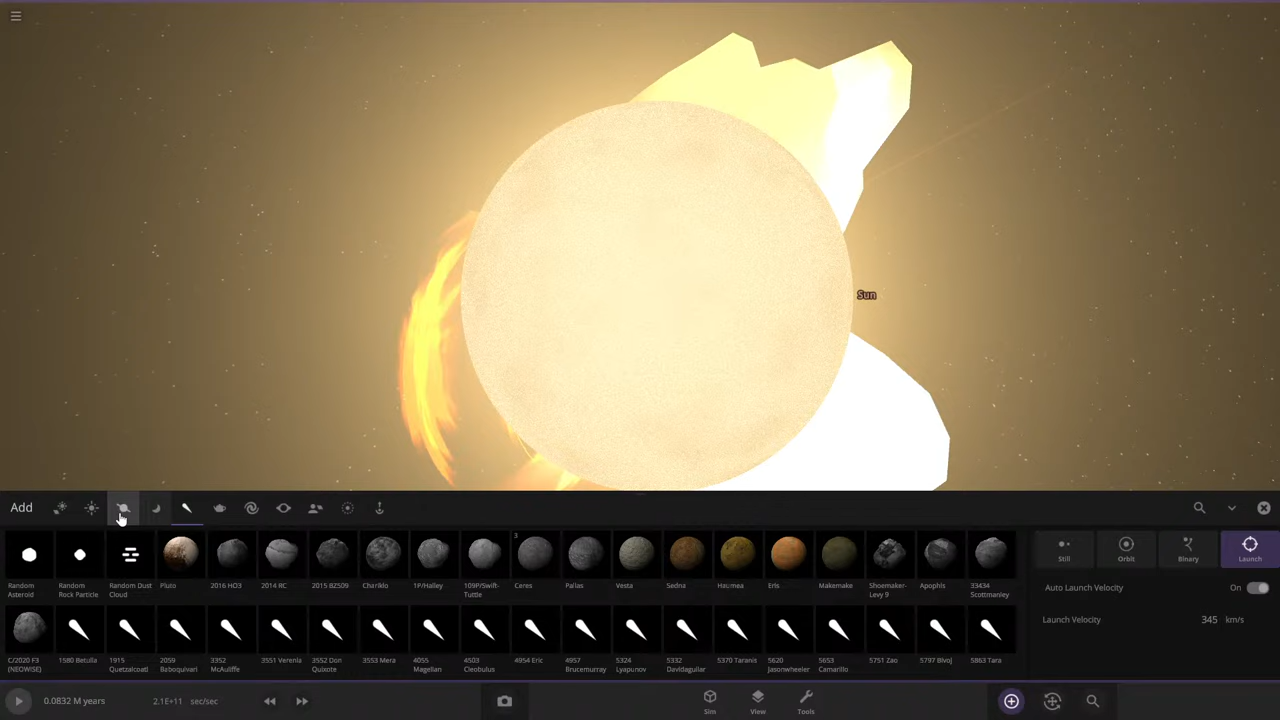 Sun
Add
3
Random Asteroid
Random Rock Particle
Random Dust Cloud
Pluto
2016 HO3
2014 RC
2015 BZ509
Chariklo
1P/Halley
109P/Swift-Tuttle
Ceres
Pallas
Vesta
Sedna
Haumea
Eris
Makemake
Shoemaker-Levy 9
Apophis
33434 Scottmanley
Still
Orbit
Binary
Launch
Auto Launch Velocity
On
Launch Velocity
345 km/s
C/2020 F3 (NEOWISE)
1580 Betulia
1915 Quetzalcoatl
2059 Baboquivari
3352 McAuliffe
3551 Verenia
3552 Don Quixote
3553 Mera
4055 Magellan
4503 Cleobulus
4954 Eric
4957 Brucemurray
5324 Lyapunov
5332 Davidaguilar
5370 Taranis
5620 Jasonwheeler
5653 Camarillo
5751 Zao
5797 Bivoj
5863 Tara
0.0832 M years
2.1E+11 sec/sec
Sim
View
Tools